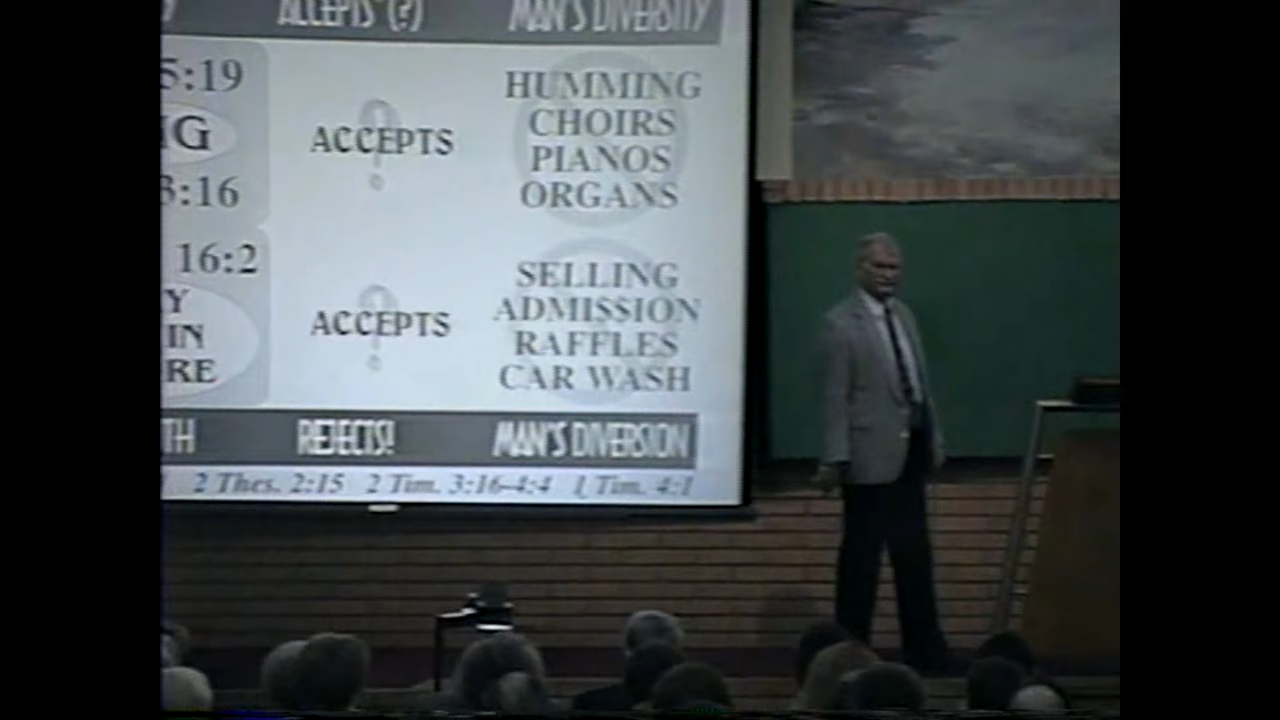 ACCEPTS (?) MAN'S DIVERSITY
5:19
HUMMING
CHOIRS
ACCEPTS
PIANOS
3:16
ORGANS
16:2
SELLING
ADMISSION
IN
ACCEPTS
RAFFLES
CAR WASH
REJECTS! MAN'S DIVERSION
2 Thes. 2:15 2 Tim. 3:16-4:4 1 Tim. 4:1